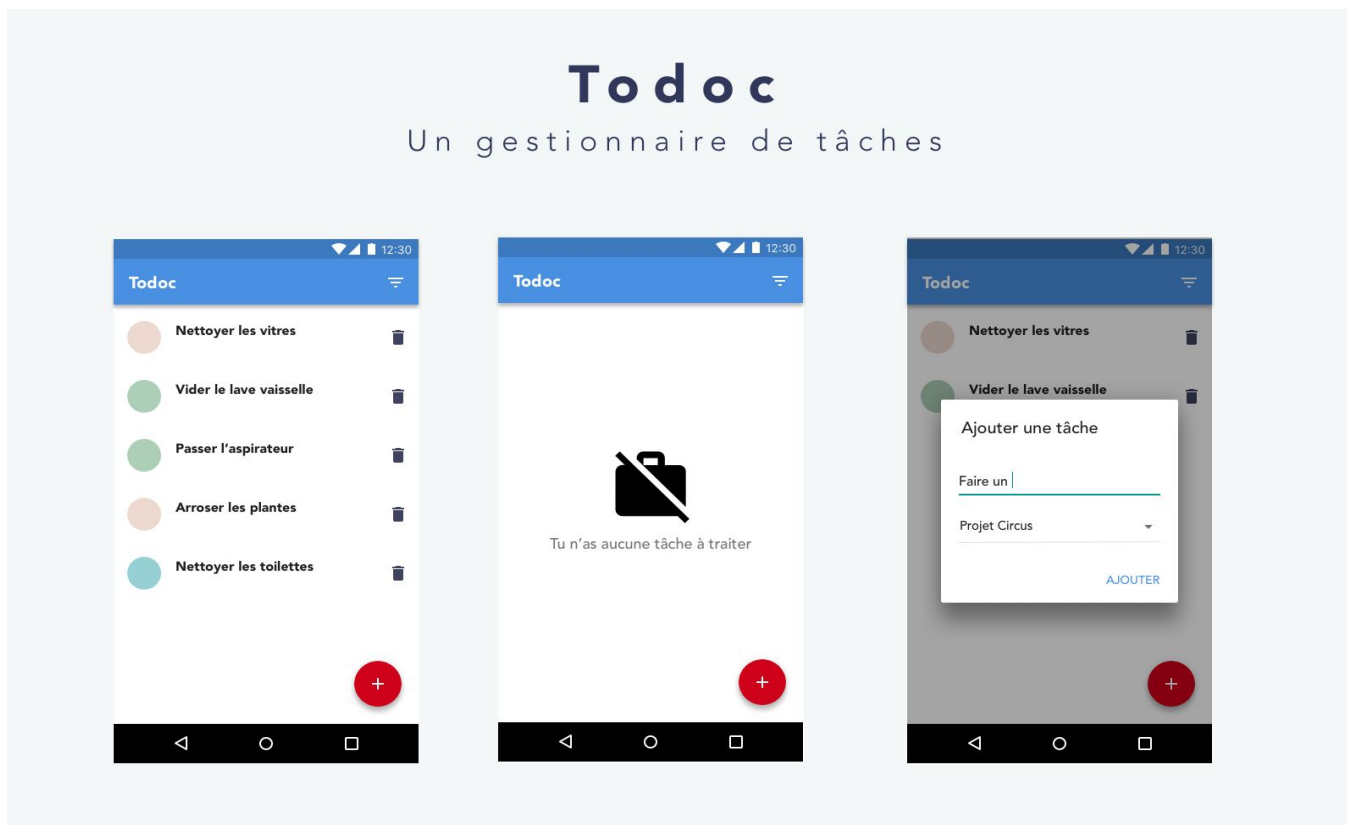 Todoc
Un gestionnaire de tâches
12:30
Todoc
Nettoyer les vitres
Vider le lave vaisselle
Passer l’aspirateur
Arroser les plantes
Nettoyer les toilettes
12:30
Todoc
Tu n’as aucune tâche à traiter
12:30
Todoc
Nettoyer les vitres
Vider le lave vaisselle
Ajouter une tâche
Faire un
Projet Circus
AJOUTER